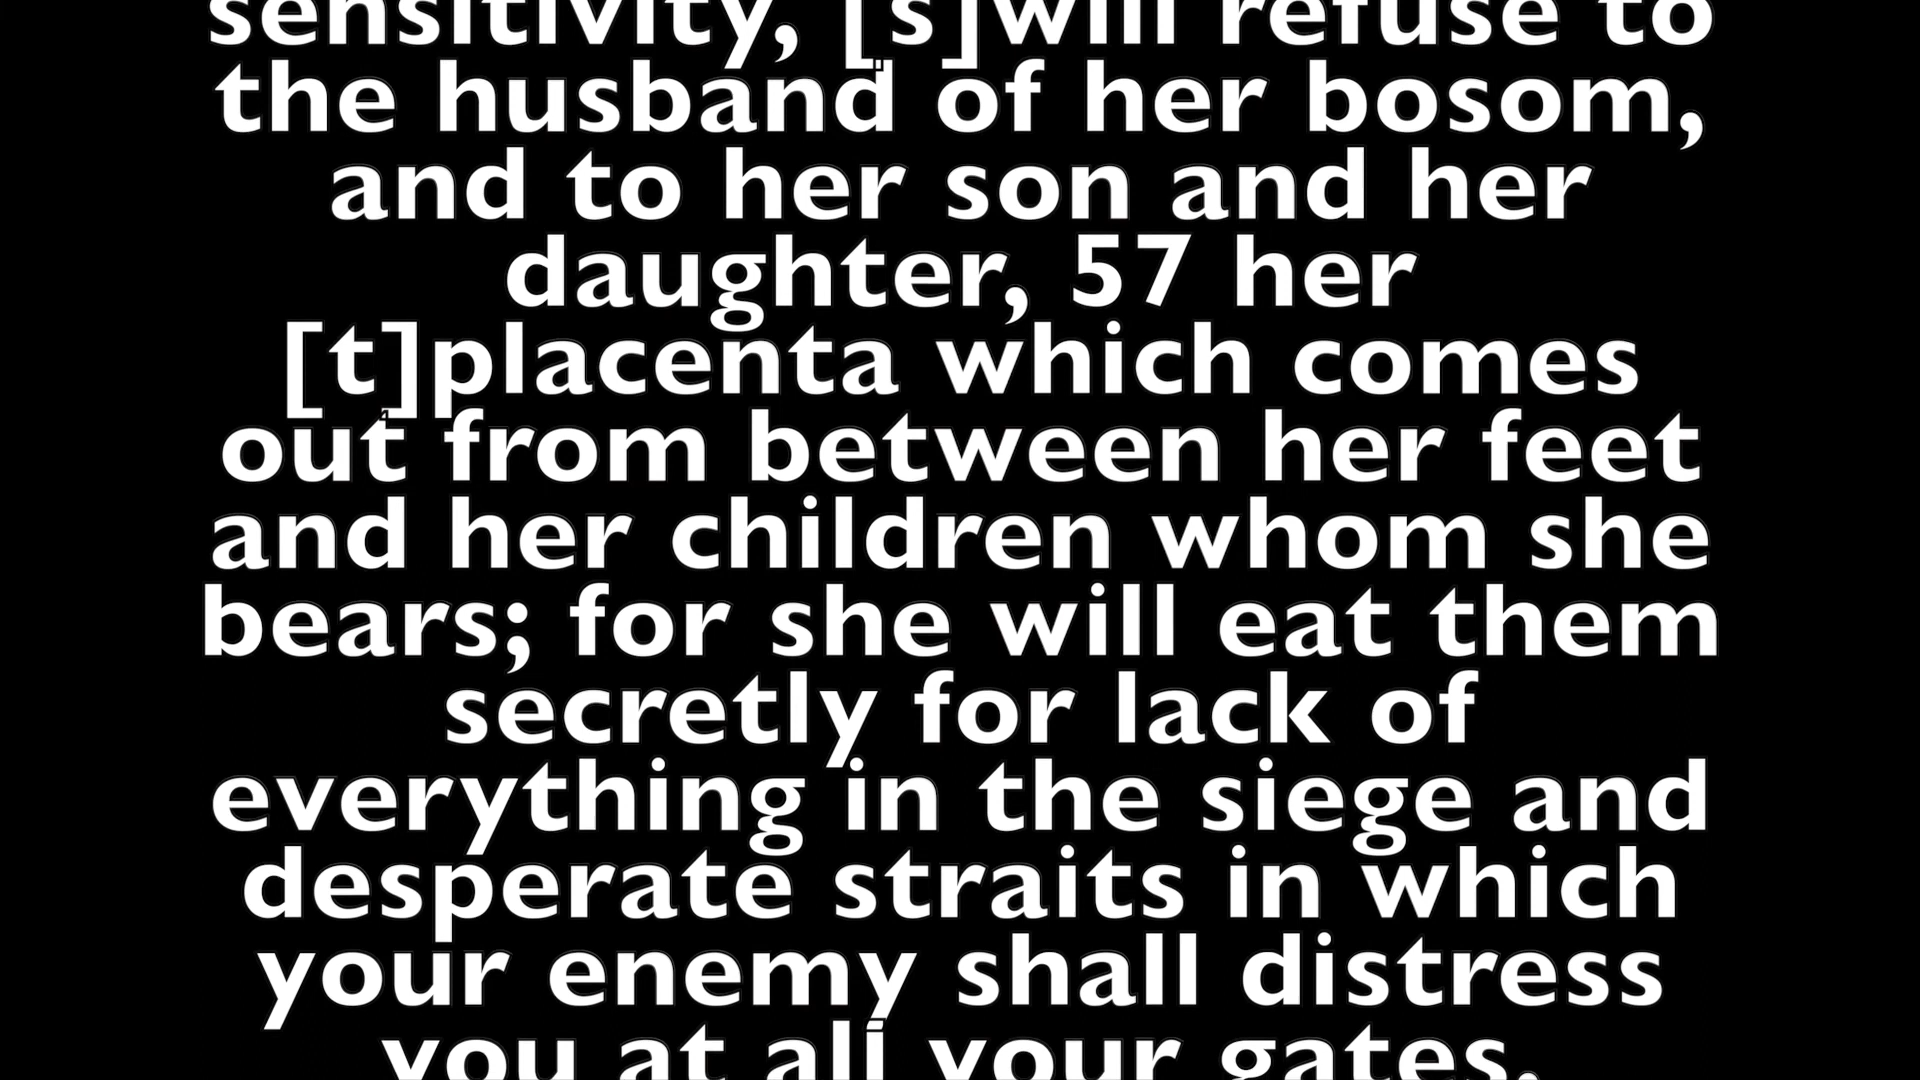 sensitivity, [s]will refuse to
the husband of her bosom,
and to her son and her
daughter, 57 her
[t]placenta which comes
out from between her feet
and her children whom she
bears; for she will eat them
secretly for lack of
everything in the siege and
desperate straits in which
your enemy shall distress
you at all your gates.